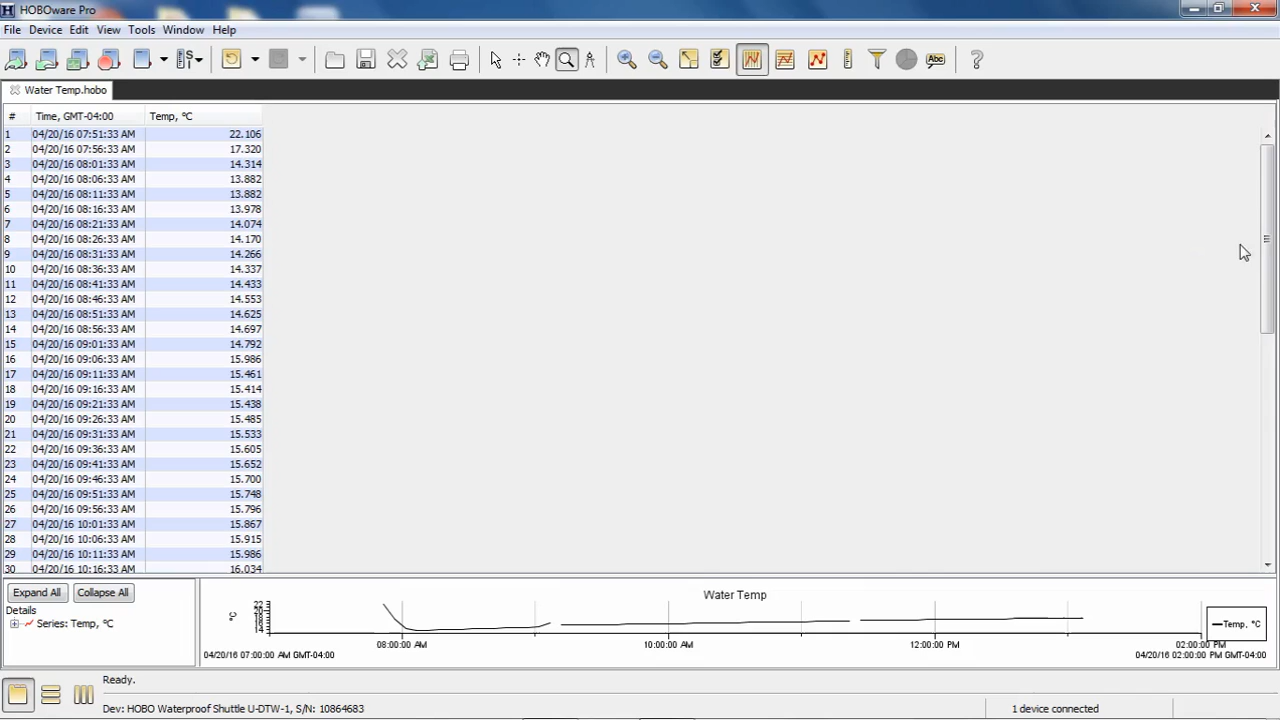 HOBOware Pro
File Device Edit View Tools Window Help
Abc
Water Temp.hobo
# Time, GMT-04:00 Temp, °C
1 04/20/16 07:51:33 AM 22.106
2 04/20/16 07:56:33 AM 17.320
3 04/20/16 08:01:33 AM 14.314
4 04/20/16 08:06:33 AM 13.882
5 04/20/16 08:11:33 AM 13.882
6 04/20/16 08:16:33 AM 13.978
7 04/20/16 08:21:33 AM 14.074
8 04/20/16 08:26:33 AM 14.170
9 04/20/16 08:31:33 AM 14.266
10 04/20/16 08:36:33 AM 14.337
11 04/20/16 08:41:33 AM 14.433
12 04/20/16 08:46:33 AM 14.553
13 04/20/16 08:51:33 AM 14.625
14 04/20/16 08:56:33 AM 14.697
15 04/20/16 09:01:33 AM 14.792
16 04/20/16 09:06:33 AM 15.986
17 04/20/16 09:11:33 AM 15.461
18 04/20/16 09:16:33 AM 15.414
19 04/20/16 09:21:33 AM 15.438
20 04/20/16 09:26:33 AM 15.485
21 04/20/16 09:31:33 AM 15.533
22 04/20/16 09:36:33 AM 15.605
23 04/20/16 09:41:33 AM 15.652
24 04/20/16 09:46:33 AM 15.700
25 04/20/16 09:51:33 AM 15.748
26 04/20/16 09:56:33 AM 15.796
27 04/20/16 10:01:33 AM 15.867
28 04/20/16 10:06:33 AM 15.915
29 04/20/16 10:11:33 AM 15.986
30 04/20/16 10:16:33 AM 16.034
Expand All Collapse All
Details
Series: Temp, °C
Water Temp
°C
22
20
18
16
14
Temp, °C
08:00:00 AM 10:00:00 AM 12:00:00 PM 02:00:00 PM
04/20/16 07:00:00 AM GMT-04:00 04/20/16 02:00:00 PM GMT-04:00
Ready.
Dev: HOBO Waterproof Shuttle U-DTW-1, S/N: 10864683 1 device connected